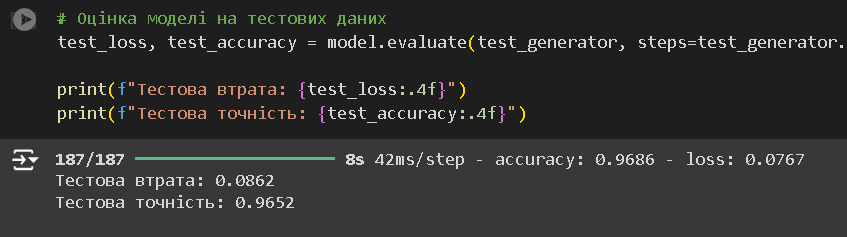 # Оцінка моделі на тестових даних
test_loss, test_accuracy = model.evaluate(test_generator, steps=test_generator.
print(f"Тестова втрата: {test_loss:.4f}")
print(f"Тестова точність: {test_accuracy:.4f}")
187/187 8s 42ms/step - accuracy: 0.9686 - loss: 0.0767
Тестова втрата: 0.0862
Тестова точність: 0.9652